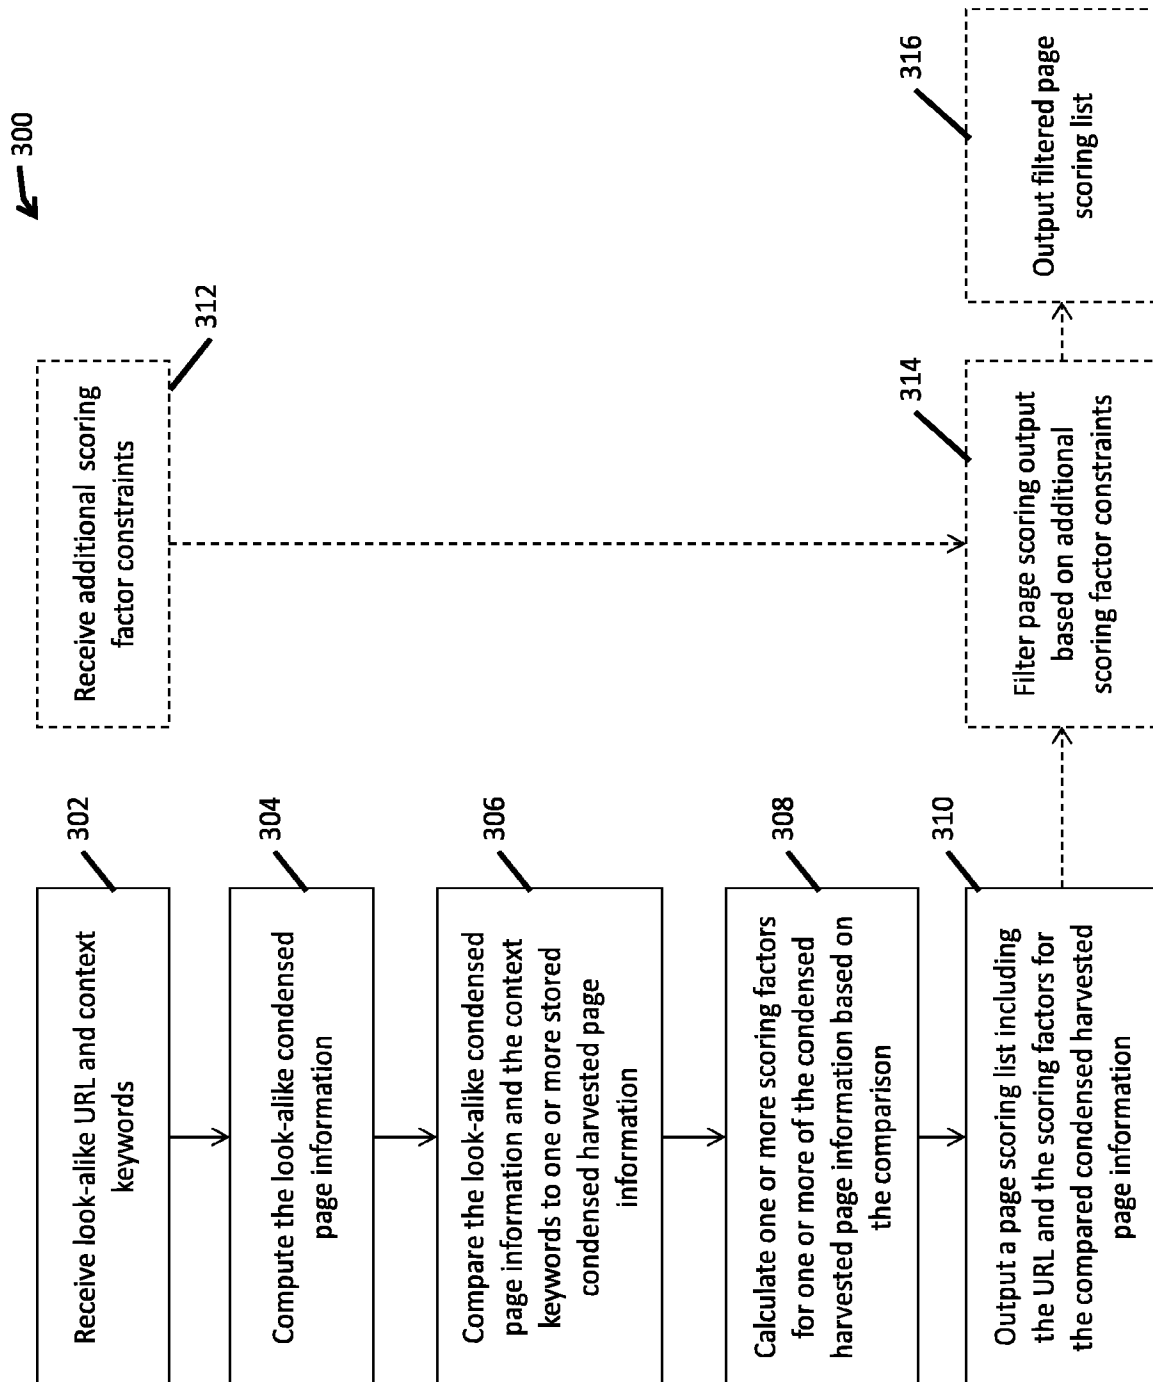 300
302
Receive look-alike URL and context
keywords
304
Compute the look-alike condensed
page information
306
Compare the look-alike condensed
page information and the context
keywords to one or more stored
condensed harvested page
information
308
Calculate one or more scoring factors
for one or more of the condensed
harvested page information based on
the comparison
310
Output a page scoring list including
the URL and the scoring factors for
the compared condensed harvested
page information
312
Receive additional scoring
factor constraints
314
Filter page scoring output
based on additional
scoring factor constraints
316
Output filtered page
scoring list